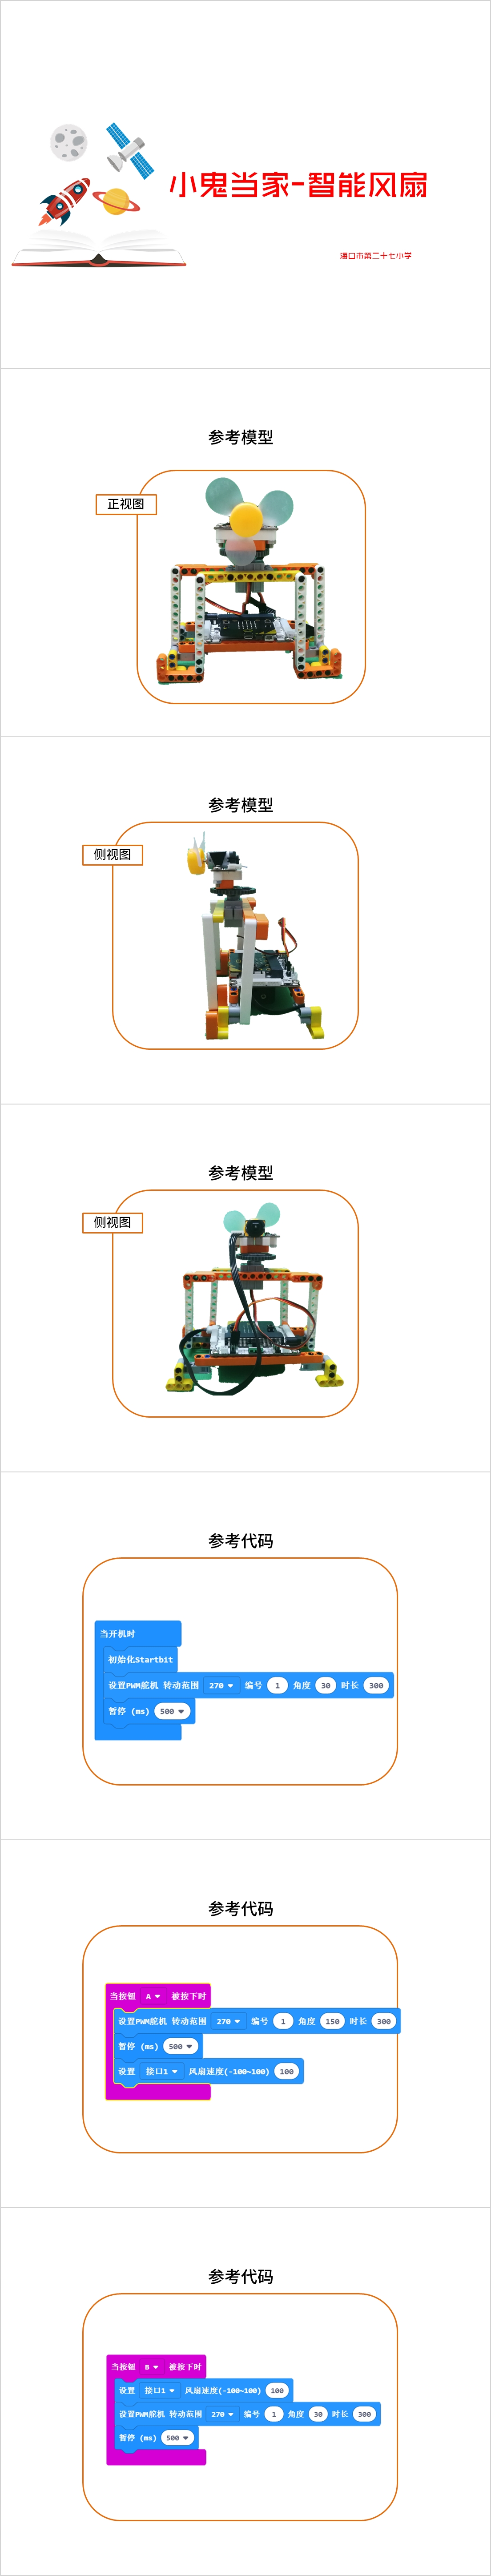 小鬼当家-智能风扇
海口市第二十七小学
参考模型
正视图
参考模型
侧视图
参考模型
侧视图
参考代码
当开机时
初始化Startbit
设置PWM舵机 转动范围 270 编号 1 角度 30 时长 300
暂停 (ms) 500
参考代码
当按钮 A 被按下时
设置PWM舵机 转动范围 270 编号 1 角度 150 时长 300
暂停 (ms) 500
设置 接口1 风扇速度(-100~100) 100
参考代码
当按钮 B 被按下时
设置 接口1 风扇速度(-100~100) 100
设置PWM舵机 转动范围 270 编号 1 角度 30 时长 300
暂停 (ms) 500